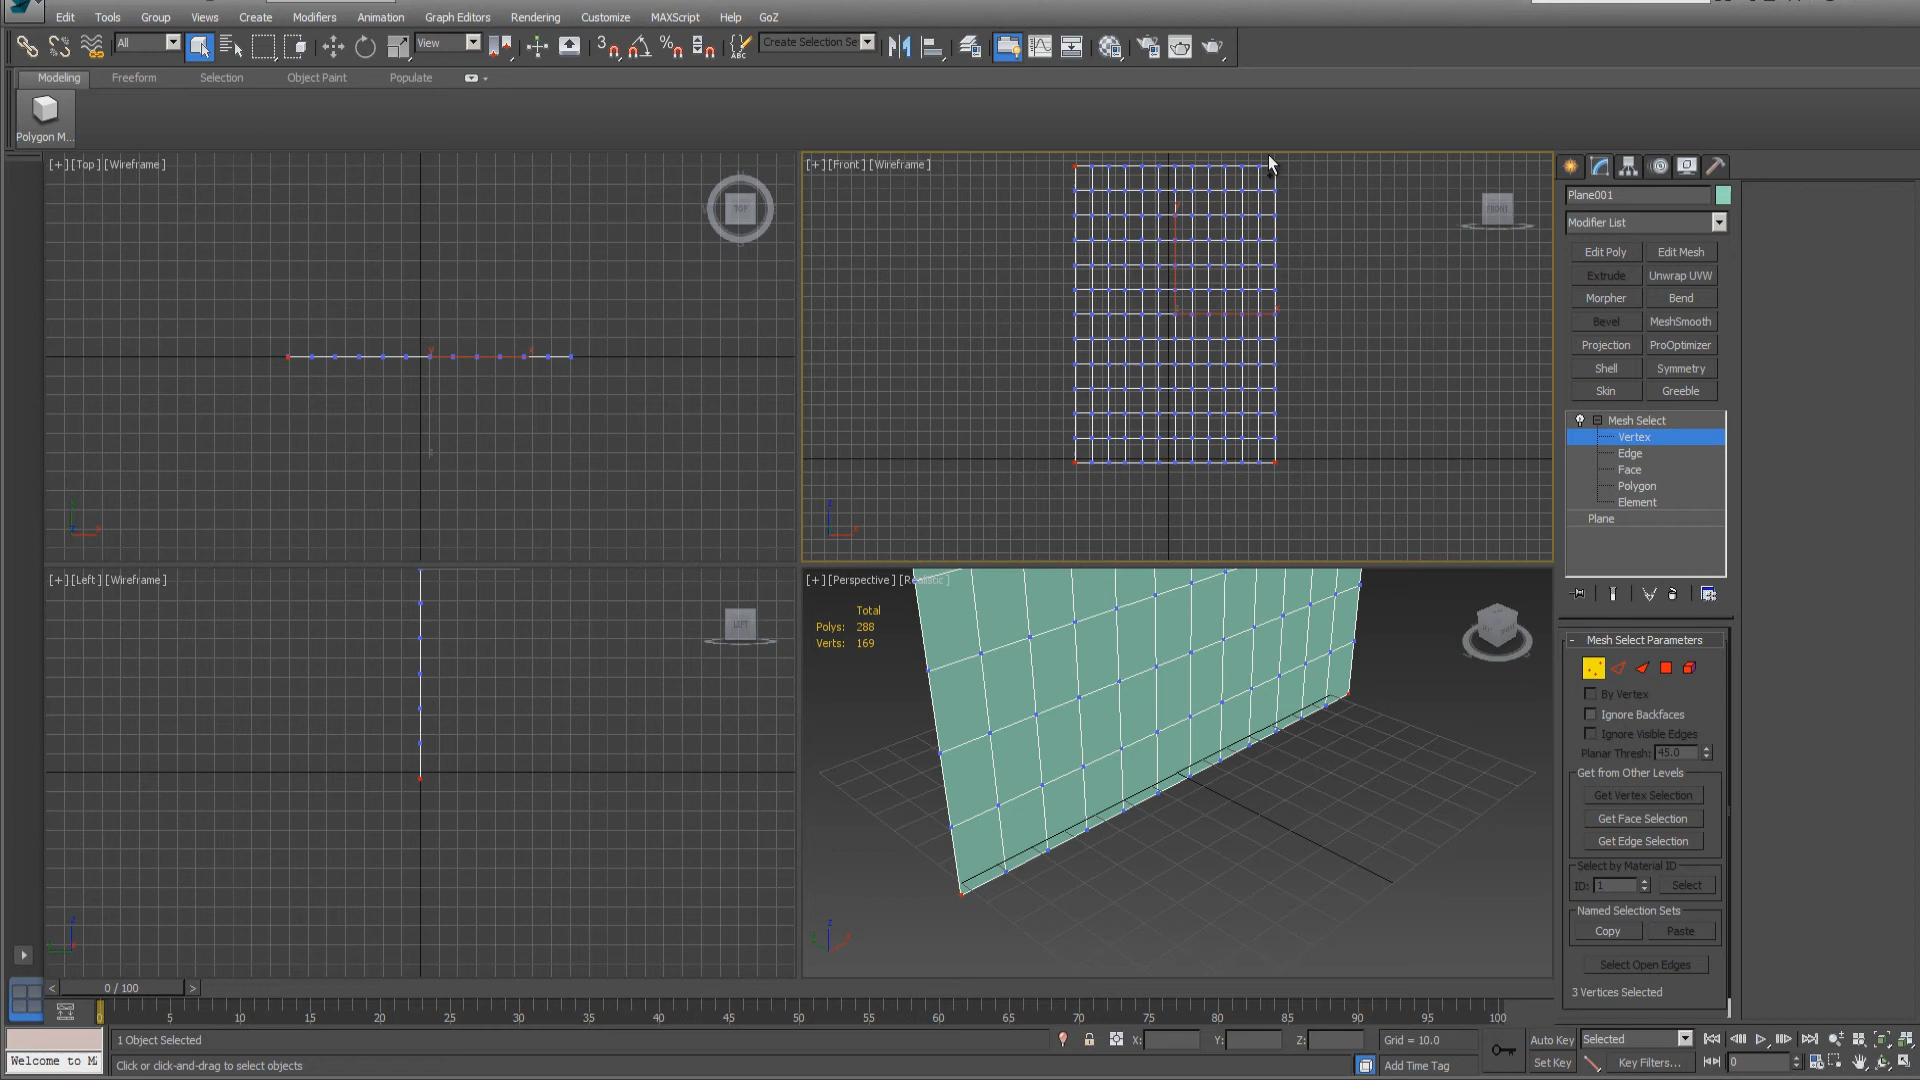 Edit Tools Group Views Create Modifiers Animation Graph Editors Rendering Customize MAXScript Help GoZ
All View Create Selection Se
Modeling Freeform Selection Object Paint Populate
Polygon M...
[+][Top][Wireframe]
TOP
[+][Front][Wireframe]
FRONT
[+][Left][Wireframe]
LEFT
[+][Perspective][Realistic]
Total
Polys: 288
Verts: 169
Plane001
Modifier List
Edit Poly Edit Mesh
Extrude Unwrap UVW
Morpher Bend
Bevel MeshSmooth
Projection ProOptimizer
Shell Symmetry
Skin Greeble
Mesh Select
Vertex
Edge
Face
Polygon
Element
Plane
Mesh Select Parameters
By Vertex
Ignore Backfaces
Ignore Visible Edges
Planar Thresh: 45.0
Get from Other Levels
Get Vertex Selection
Get Face Selection
Get Edge Selection
Select by Material ID
ID: 1 Select
Named Selection Sets
Copy Paste
Select Open Edges
3 Vertices Selected
< 0 / 100 >
0 5 10 15 20 25 30 35 40 45 50 55 60 65 70 75 80 85 90 95 100
1 Object Selected X: Y: Z: Grid = 10.0 Auto Key Selected
Welcome to M Click or click-and-drag to select objects Add Time Tag Set Key Key Filters... 0